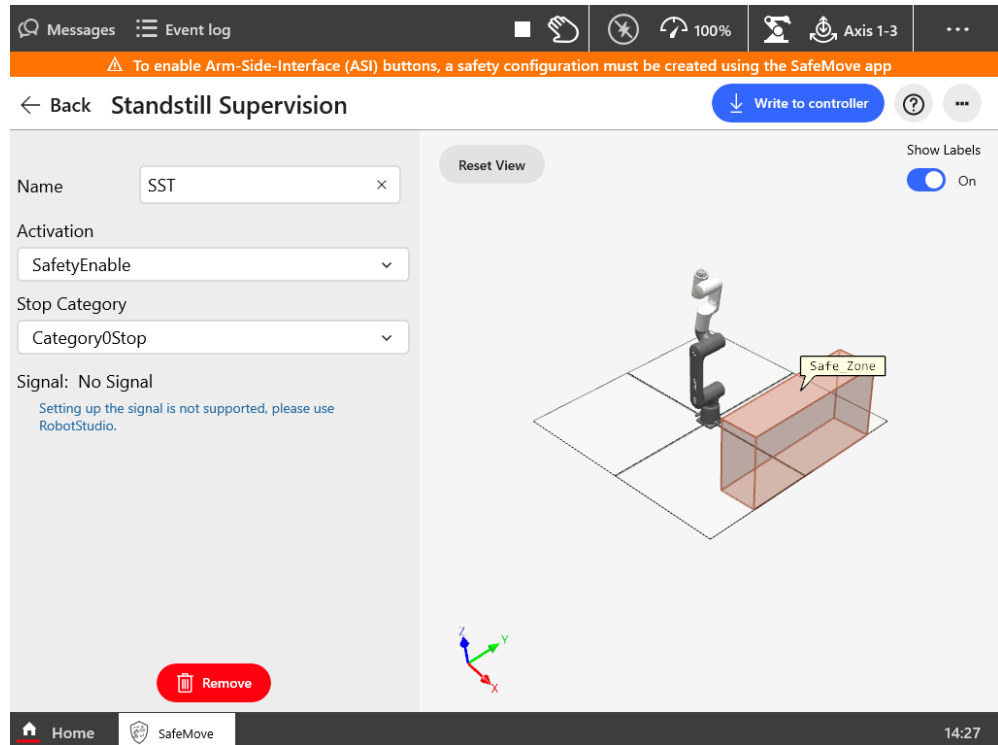 Messages
Event log
100%
Axis 1-3
To enable Arm-Side-Interface (ASI) buttons, a safety configuration must be created using the SafeMove app
Back
Standstill Supervision
Write to controller
Name
SST
Activation
SafetyEnable
Stop Category
Category0Stop
Signal: No Signal
Setting up the signal is not supported, please use
RobotStudio.
Remove
Reset View
Show Labels
On
Safe_Zone
Z
Y
X
Home
SafeMove
14:27